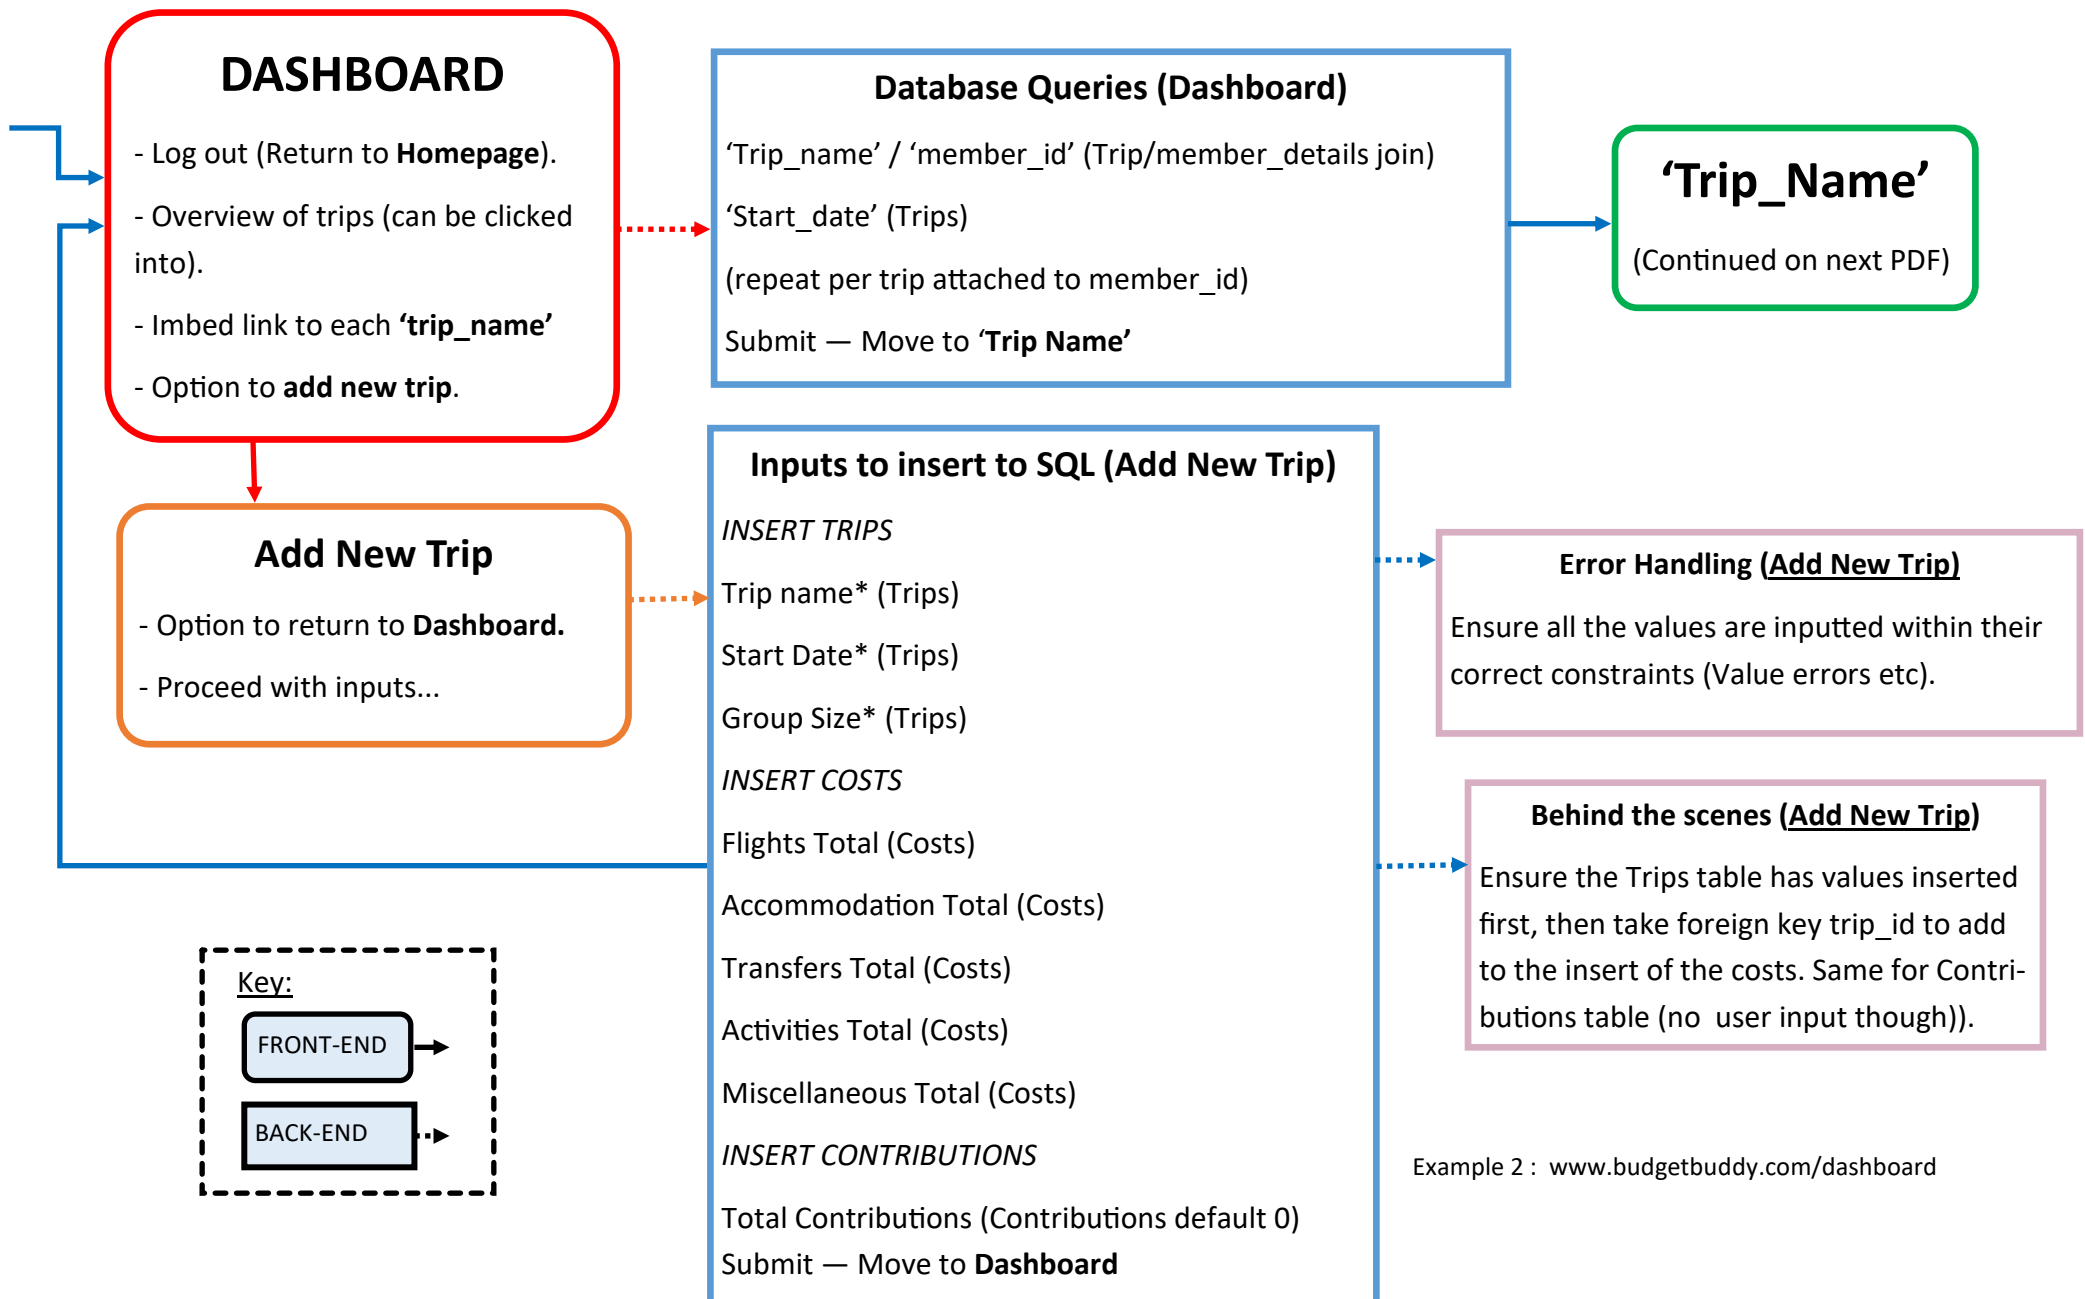 DASHBOARD
- Log out (Return to Homepage).
- Overview of trips (can be clicked
into).
- Imbed link to each ‘trip_name’
- Option to add new trip.
Database Queries (Dashboard)
‘Trip_name’ / ‘member_id’ (Trip/member_details join)
‘Start_date’ (Trips)
(repeat per trip attached to member_id)
Submit — Move to ‘Trip Name’
‘Trip_Name’
(Continued on next PDF)
Add New Trip
- Option to return to Dashboard.
- Proceed with inputs...
Inputs to insert to SQL (Add New Trip)
INSERT TRIPS
Trip name* (Trips)
Start Date* (Trips)
Group Size* (Trips)
INSERT COSTS
Flights Total (Costs)
Accommodation Total (Costs)
Transfers Total (Costs)
Activities Total (Costs)
Miscellaneous Total (Costs)
INSERT CONTRIBUTIONS
Total Contributions (Contributions default 0)
Submit — Move to Dashboard
Error Handling (Add New Trip)
Ensure all the values are inputted within their
correct constraints (Value errors etc).
Behind the scenes (Add New Trip)
Ensure the Trips table has values inserted
first, then take foreign key trip_id to add
to the insert of the costs. Same for Contri-
butions table (no  user input though)).
Key:
FRONT-END
BACK-END
Example 2 :  www.budgetbuddy.com/dashboard